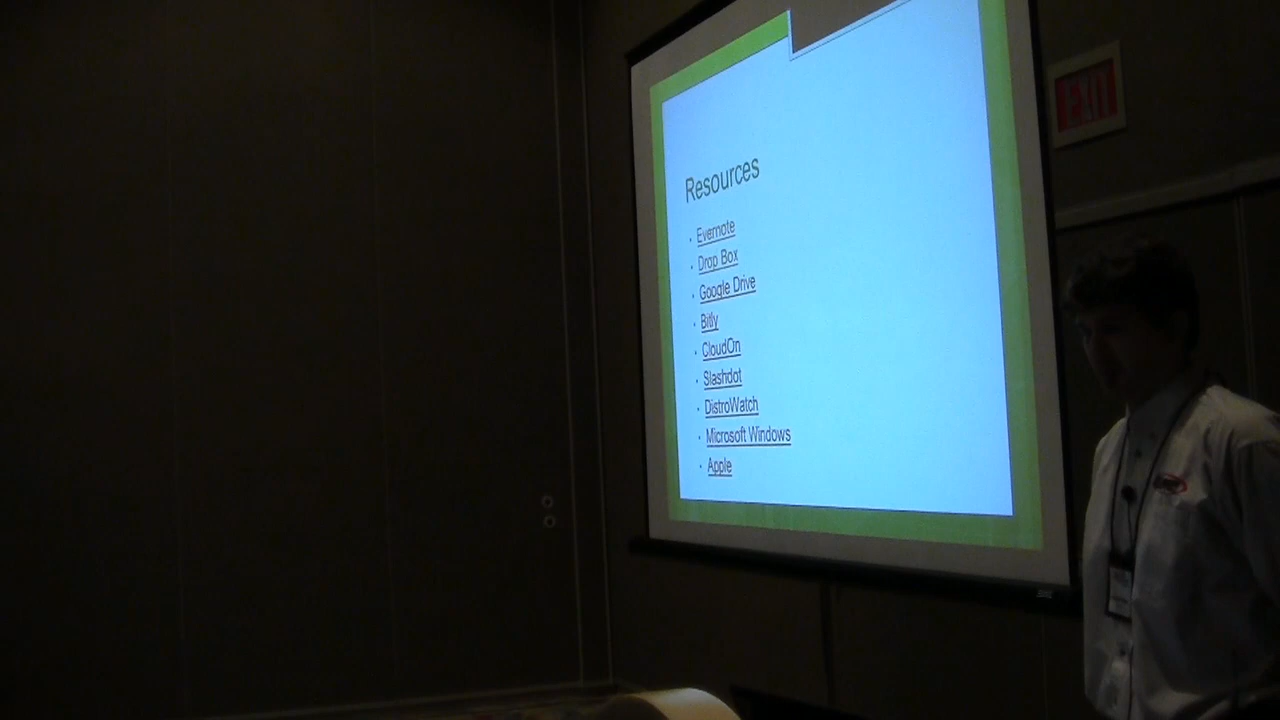 Resources
· Evernote
· Drop Box
· Google Drive
· Bitly
· CloudOn
· Slashdot
· DistroWatch
· Microsoft Windows
· Apple
EXIT